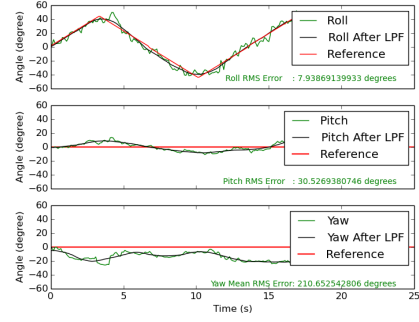 60
40
20
0
−20
−40
−60
Angle (degree)
Roll
Roll After LPF
Reference
Roll RMS Error : 7.93869139933 degrees
60
40
20
0
−20
−40
−60
Angle (degree)
Pitch
Pitch After LPF
Reference
Pitch RMS Error : 30.5269380746 degrees
60
40
20
0
−20
−40
−60
Angle (degree)
Yaw
Yaw After LPF
Reference
Yaw Mean RMS Error: 210.652542806 degrees
0 5 10 15 20 25
Time (s)